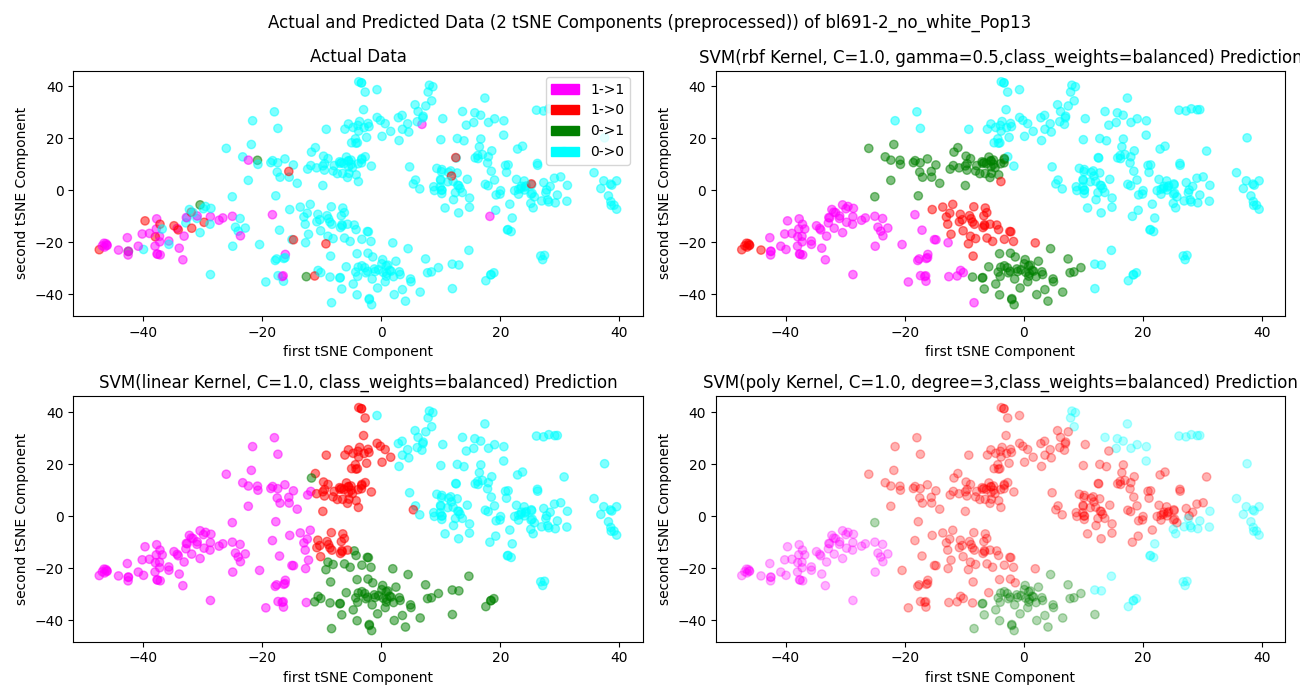 Actual and Predicted Data (2 tSNE Components (preprocessed)) of bl691-2_no_white_Pop13
Actual Data
second tSNE Component
40
20
0
−20
−40
1->1
1->0
0->1
0->0
−40 −20 0 20 40
first tSNE Component
SVM(rbf Kernel, C=1.0, gamma=0.5,class_weights=balanced) Prediction
second tSNE Component
40
20
0
−20
−40
−40 −20 0 20 40
first tSNE Component
SVM(linear Kernel, C=1.0, class_weights=balanced) Prediction
second tSNE Component
40
20
0
−20
−40
−40 −20 0 20 40
first tSNE Component
SVM(poly Kernel, C=1.0, degree=3,class_weights=balanced) Prediction
second tSNE Component
40
20
0
−20
−40
−40 −20 0 20 40
first tSNE Component